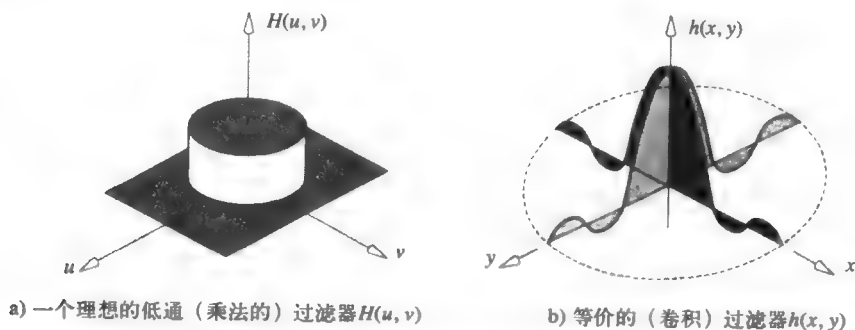 H(u, v)
u
v
a) 一个理想的低通（乘法的）过滤器H(u, v)
h(x, y)
y
x
b) 等价的（卷积）过滤器h(x, y)